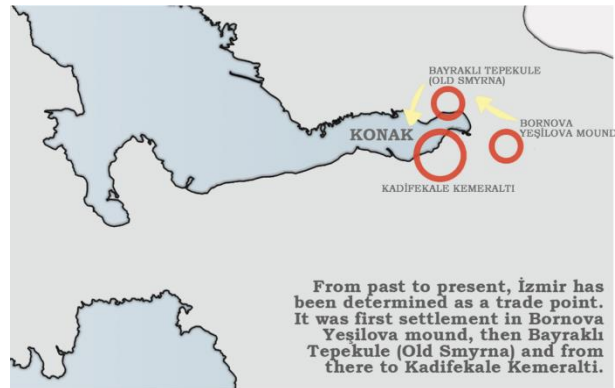 BAYRAKLI TEPEKULE
(OLD SMYRNA)
BORNOVA
YEŞİLOVA MOUND
KONAK
KADİFEKALE KEMERALTI
From past to present, İzmir has
been determined as a trade point.
It was first settlement in Bornova
Yeşilova mound, then Bayraklı
Tepekule (Old Smyrna) and from
there to Kadifekale Kemeralti.